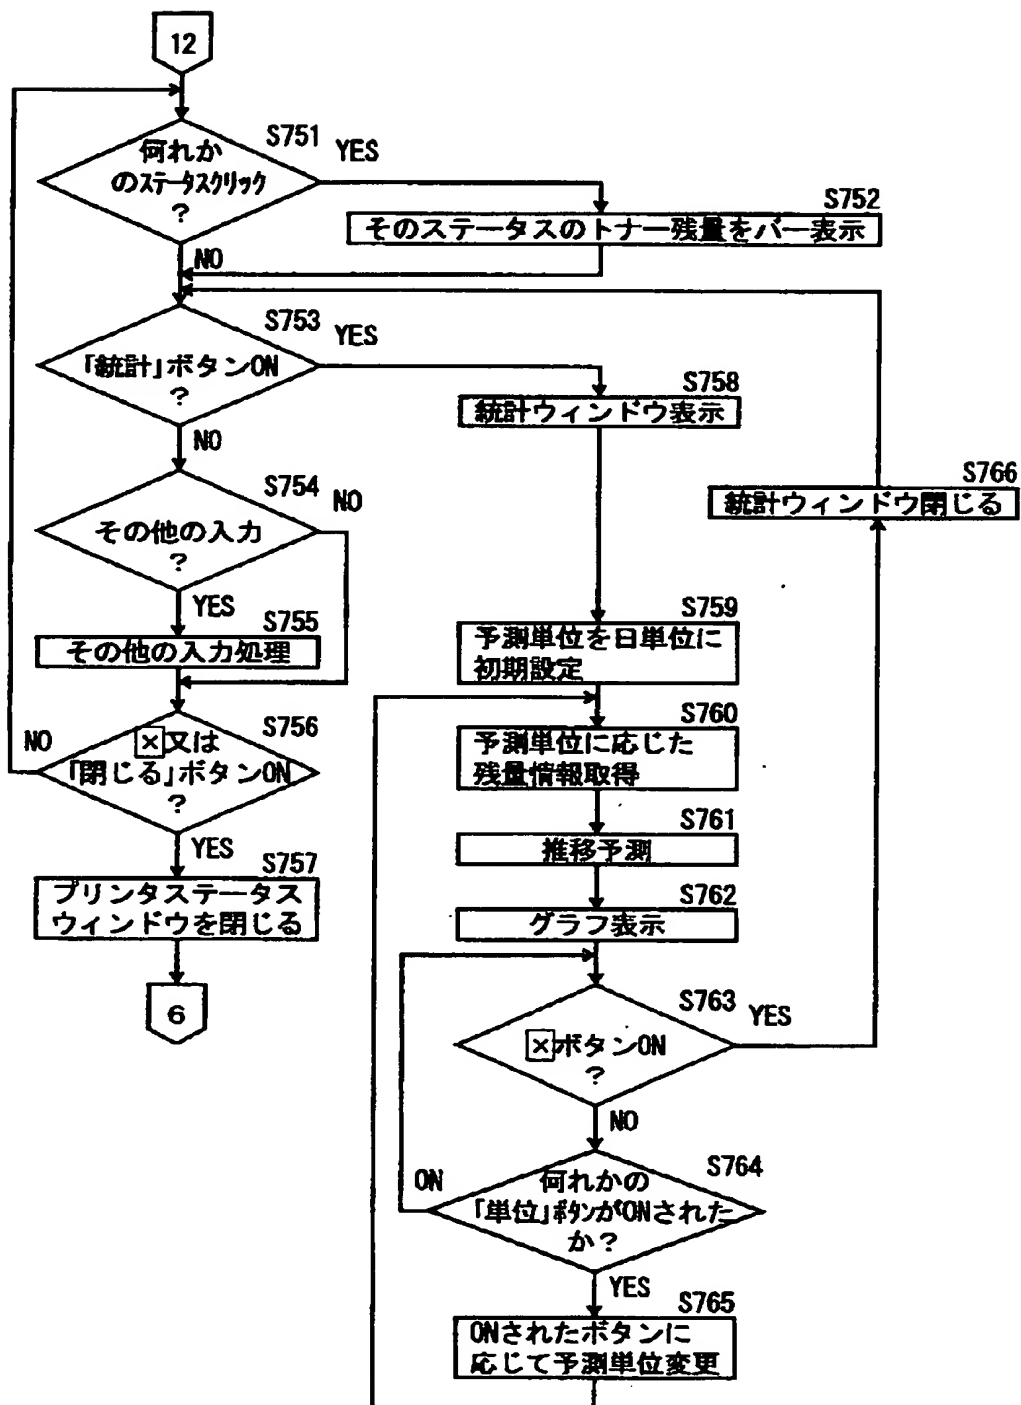 12
S751
YES
何れか
のステータスクリック
?
S752
そのステータスのトナー残量をバー表示
NO
S753
YES
「統計」ボタンON
?
S758
統計ウィンドウ表示
NO
S754
NO
その他の入力
?
S766
統計ウィンドウ閉じる
YES
S755
その他の入力処理
S759
予測単位を日単位に
初期設定
S756
NO
×又は
「閉じる」ボタンON
?
S760
予測単位に応じた
残量情報取得
YES
S757
プリンタステータス
ウィンドウを閉じる
S761
推移予測
S762
グラフ表示
6
S763
YES
×ボタンON
?
NO
S764
ON
何れかの
「単位」ボタンがONされた
か?
YES
S765
ONされたボタンに
応じて予測単位変更